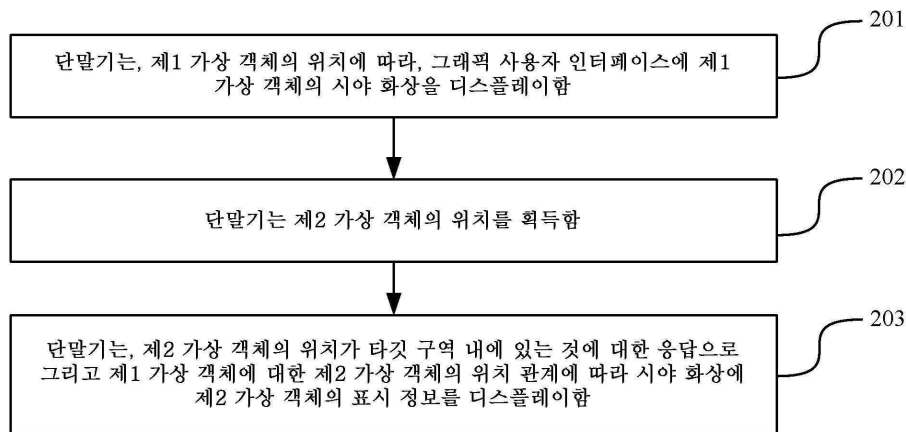 201
단말기는, 제1 가상 객체의 위치에 따라, 그래픽 사용자 인터페이스에 제1
가상 객체의 시야 화상을 디스플레이함
202
단말기는 제2 가상 객체의 위치를 획득함
203
단말기는, 제2 가상 객체의 위치가 타깃 구역 내에 있는 것에 대한 응답으로
그리고 제1 가상 객체에 대한 제2 가상 객체의 위치 관계에 따라 시야 화상에
제2 가상 객체의 표시 정보를 디스플레이함